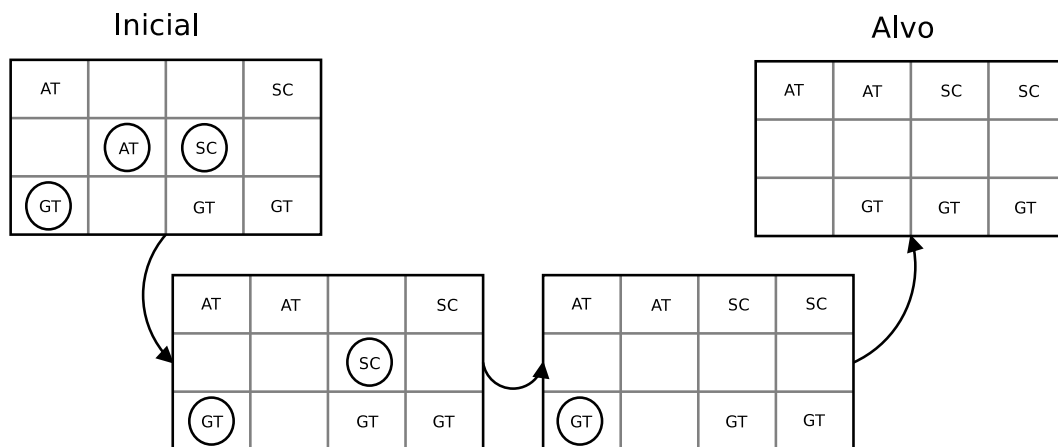 Inicial
Alvo
AT SC
AT SC
GT GT GT
AT AT SC SC
GT GT GT
AT AT SC
SC
GT GT GT
AT AT SC SC
GT GT GT